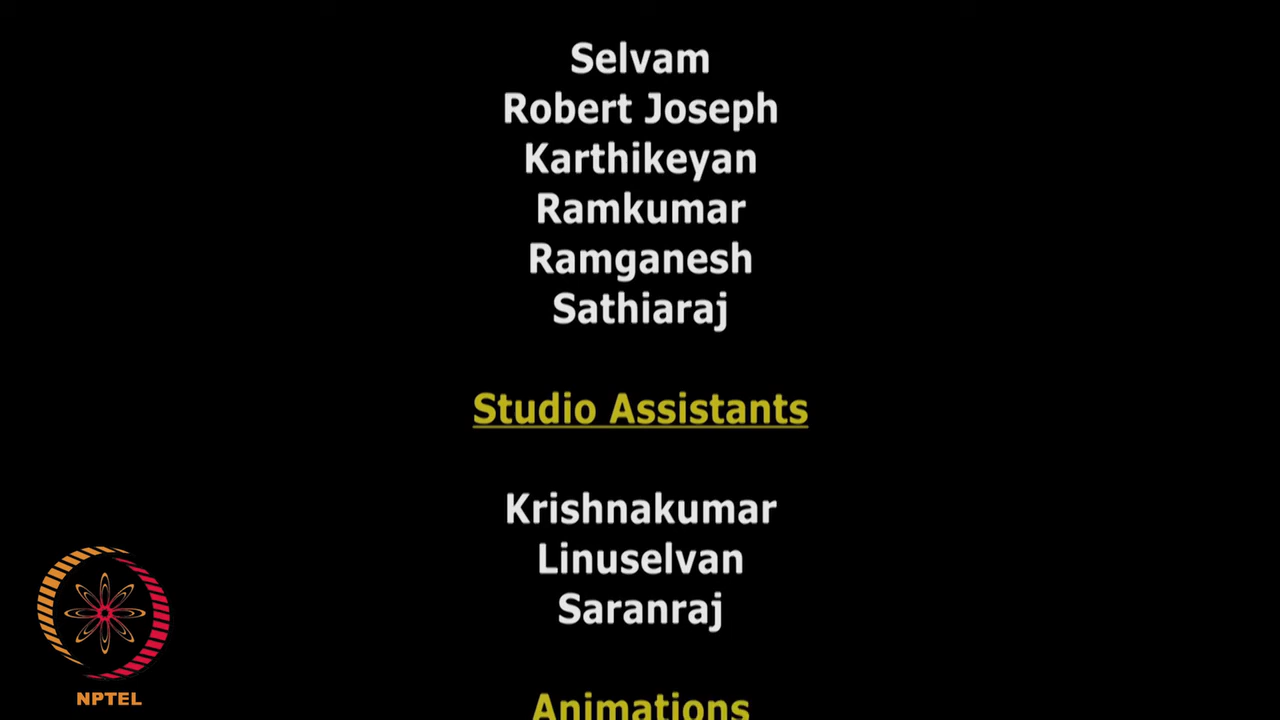 Selvam
Robert Joseph
Karthikeyan
Ramkumar
Ramganesh
Sathiaraj
Studio Assistants
Krishnakumar
Linuselvan
Saranraj
NPTEL
Animations